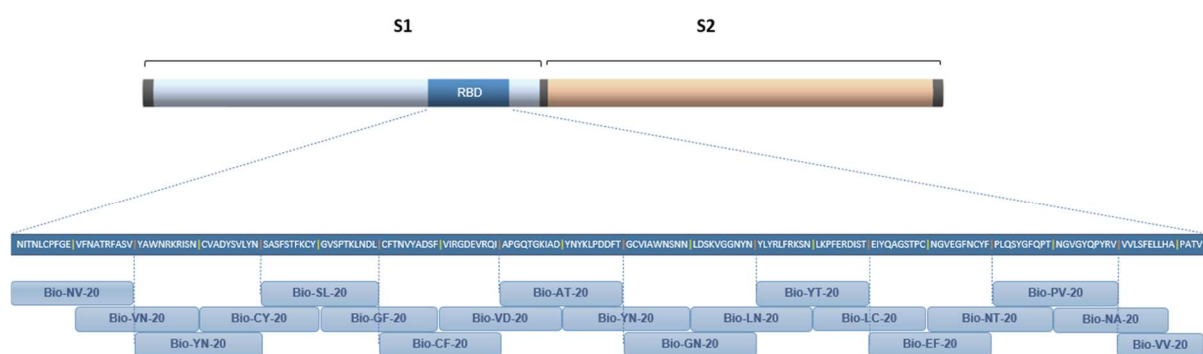 S1 S2
RBD
NITNLCPFGE|VFNATRFASV|YAWNRKRISN|CVADYSVLYN|SASFSTFKCY|GVSPTKLNDL|CFTNVYADSF|VIRGDEVRQI|APGQTGKIAD|YNYKLPDDFT|GCVIAWNSNN|LDSKVGGNYN|YLYRLFRKSN|LKPFERDIST|EIYQAGSTPC|NGVEGFNCYF|PLQSYGFQPT|NGVGYQPYRV|VVLSFELLHA|PATV
Bio-NV-20 Bio-SL-20 Bio-AT-20 Bio-YT-20 Bio-PV-20
Bio-VN-20 Bio-CY-20 Bio-GF-20 Bio-VD-20 Bio-YN-20 Bio-LN-20 Bio-LC-20 Bio-NT-20 Bio-NA-20
Bio-YN-20 Bio-CF-20 Bio-GN-20 Bio-EF-20 Bio-VV-20